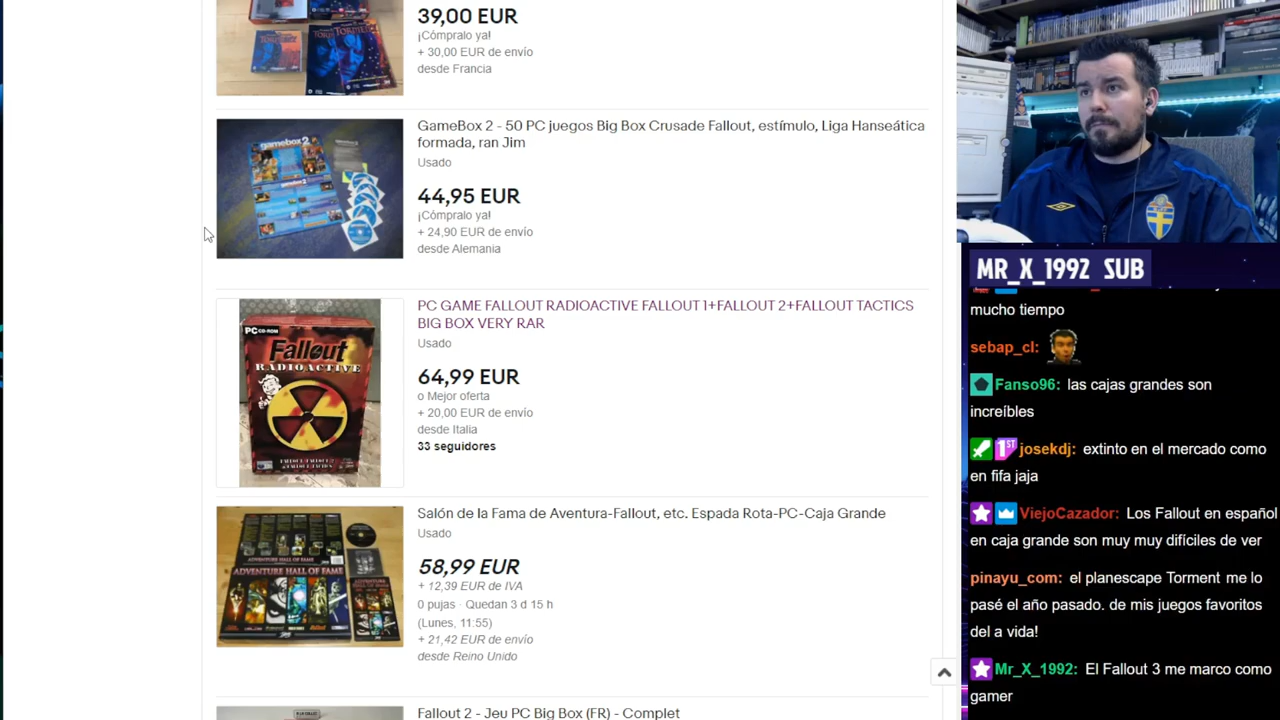 39,00 EUR
¡Cómpralo ya!
+ 30,00 EUR de envío
desde Francia
TORMENT
GameBox 2 - 50 PC juegos Big Box Crusade Fallout, estímulo, Liga Hanseática
formada, ran Jim
Usado
44,95 EUR
¡Cómpralo ya!
+ 24,90 EUR de envío
desde Alemania
gamebox 2
PC GAME FALLOUT RADIOACTIVE FALLOUT 1+FALLOUT 2+FALLOUT TACTICS
BIG BOX VERY RAR
Usado
64,99 EUR
o Mejor oferta
+ 20,00 EUR de envío
desde Italia
33 seguidores
PC CD-ROM
Fallout
RADIOACTIVE
Salón de la Fama de Aventura-Fallout, etc. Espada Rota-PC-Caja Grande
Usado
58,99 EUR
+ 12,39 EUR de IVA
0 pujas · Quedan 3 d 15 h
(Lunes, 11:55)
+ 21,42 EUR de envío
desde Reino Unido
ADVENTURE HALL OF FAME
Fallout 2 - Jeu PC Big Box (FR) - Complet
MR_X_1992 SUB
mucho tiempo
sebap_cl:
Fanso96: las cajas grandes son
increíbles
1ST josekdj: extinto en el mercado como
en fifa jaja
ViejoCazador: Los Fallout en español
en caja grande son muy muy difíciles de ver
pinayu_com: el planescape Torment me lo
pasé el año pasado. de mis juegos favoritos
del a vida!
Mr_X_1992: El Fallout 3 me marco como
gamer